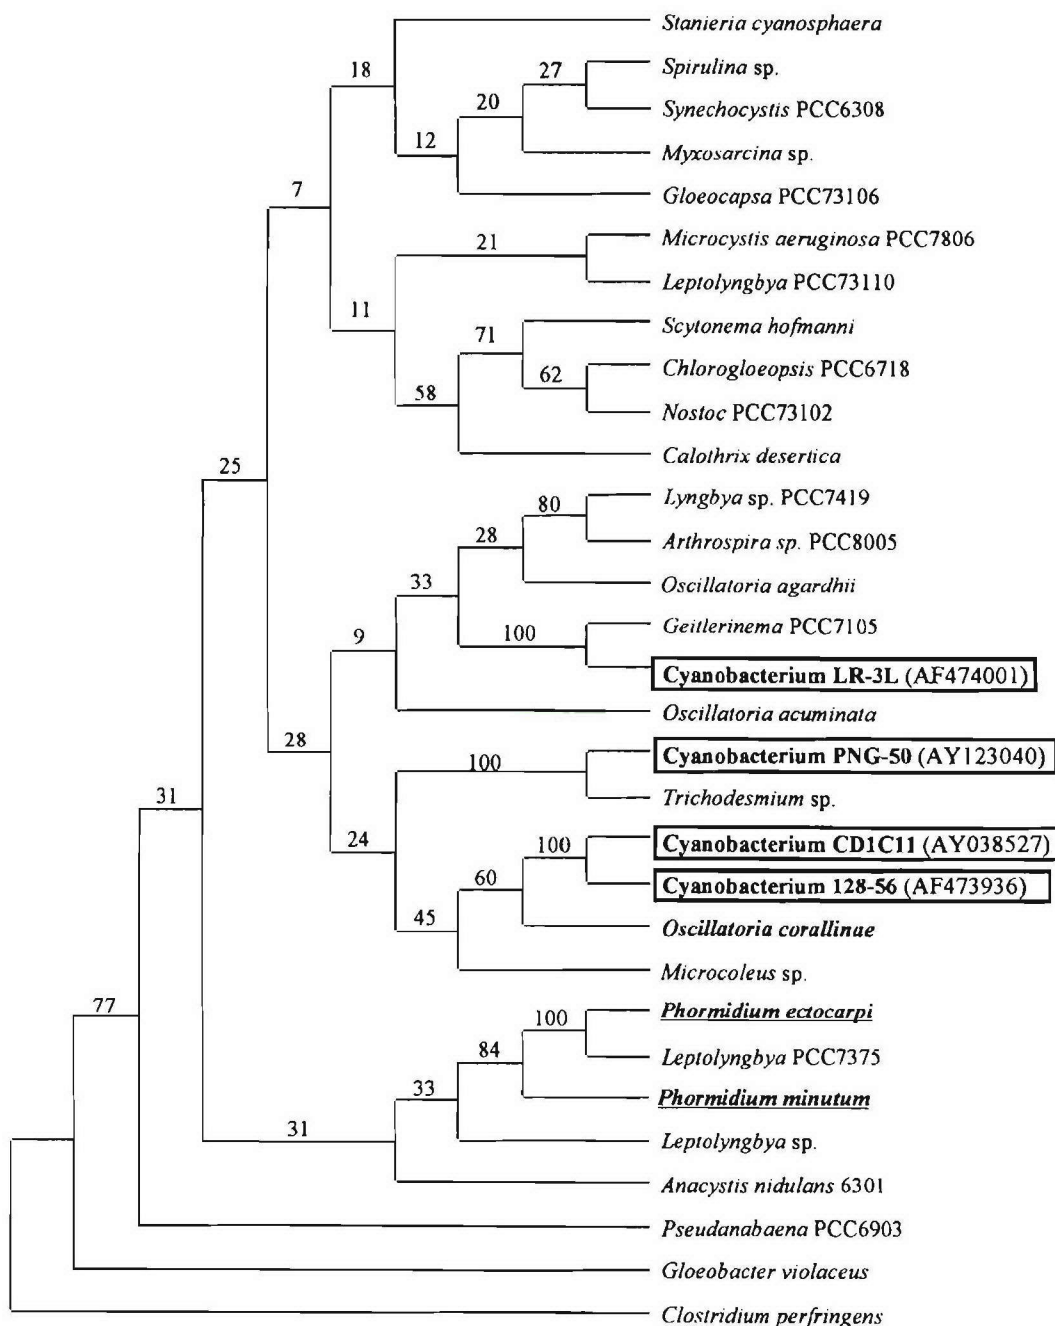 Stanieria cyanosphaera
18
27
Spirulina sp.
20
Synechocystis PCC6308
12
Myxosarcina sp.
7
Gloeocapsa PCC73106
21
Microcystis aeruginosa PCC7806
Leptolyngbya PCC73110
11
Scytonema hofmanni
71
Chlorogloeopsis PCC6718
62
58
Nostoc PCC73102
Calothrix desertica
25
Lyngbya sp. PCC7419
80
28
Arthrospira sp. PCC8005
33
Oscillatoria agardhii
9
100
Geitlerinema PCC7105
Cyanobacterium LR-3L (AF474001)
Oscillatoria acuminata
28
Cyanobacterium PNG-50 (AY123040)
100
Trichodesmium sp.
31
24
Cyanobacterium CD1C11 (AY038527)
100
60
Cyanobacterium 128-56 (AF473936)
45
Oscillatoria corallinae
Microcoleus sp.
77
Phormidium ectocarpi
100
84
Leptolyngbya PCC7375
33
Phormidium minutum
31
Leptolyngbya sp.
Anacystis nidulans 6301
Pseudanabaena PCC6903
Gloeobacter violaceus
Clostridium perfringens